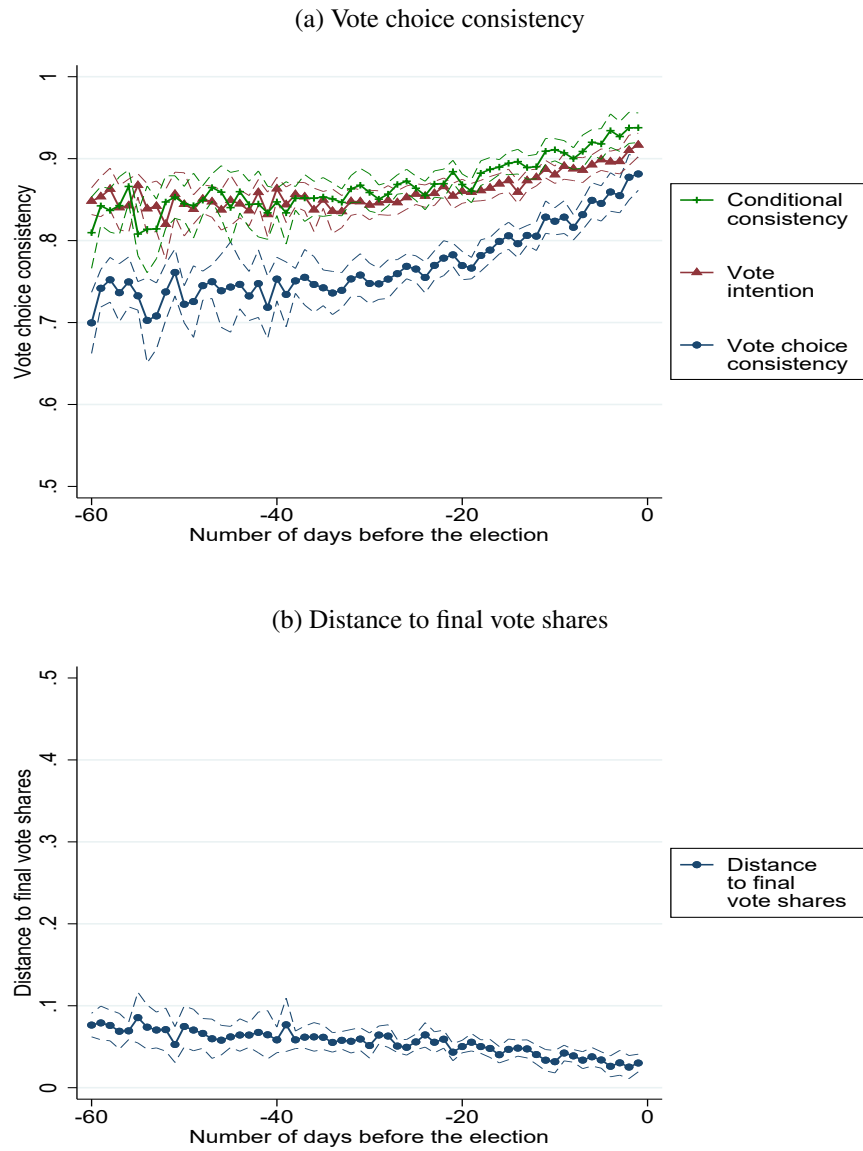 (a) Vote choice consistency
Vote choice consistency
1
.9
.8
.7
.6
.5
-60
-40
-20
0
Number of days before the election
Conditional
consistency
Vote
intention
Vote choice
consistency
(b) Distance to final vote shares
Distance to final vote shares
.5
.4
.3
.2
.1
0
-60
-40
-20
0
Number of days before the election
Distance
to final
vote shares